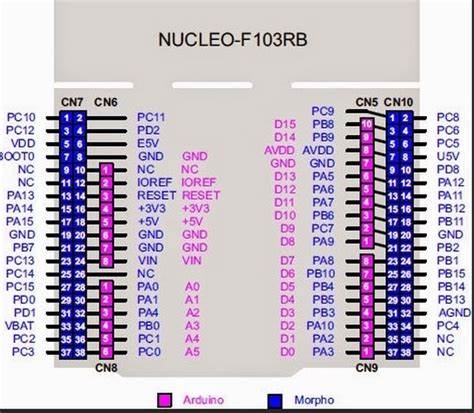 NUCLEO-F103RB
CN7 CN6 CN5 CN10
PC10 1 2 PC11 PC9 1 2 PC8
PC12 3 4 PD2 D15 PB8 10 3 4 PC6
VDD 5 6 E5V D14 PB9 9 5 6 PC5
BOOT0 7 8 GND GND AVDD AVDD 8 7 8 U5V
NC 9 10 1 NC NC GND GND 7 9 10 PD8
NC 11 12 2 IOREF IOREF D13 PA5 6 11 12 PA12
PA13 13 14 3 RESET RESET D12 PA6 5 13 14 PA11
PA14 15 16 4 +3V3 +3V3 D11 PA7 4 15 16 PB12
PA15 17 18 5 +5V +5V D10 PB6 3 17 18 PB11
GND 19 20 6 GND GND D9 PC7 2 19 20 GND
PB7 21 22 7 GND GND D8 PA9 1 21 22 PB2
PC13 23 24 8 VIN VIN D7 PA8 8 23 24 PB1
PC14 25 26 NC D6 PB10 7 25 26 PB15
PC15 27 28 1 PA0 A0 D5 PB4 6 27 28 PB14
PD0 29 30 2 PA1 A1 D4 PB5 5 29 30 PB13
PD1 31 32 3 PA4 A2 D3 PB3 4 31 32 AGND
VBAT 33 34 4 PB0 A3 D2 PA10 3 33 34 PC4
PC2 35 36 5 PC1 A4 D1 PA2 2 35 36 NC
PC3 37 38 6 PC0 A5 D0 PA3 1 37 38 NC
CN8 CN9
Arduino Morpho